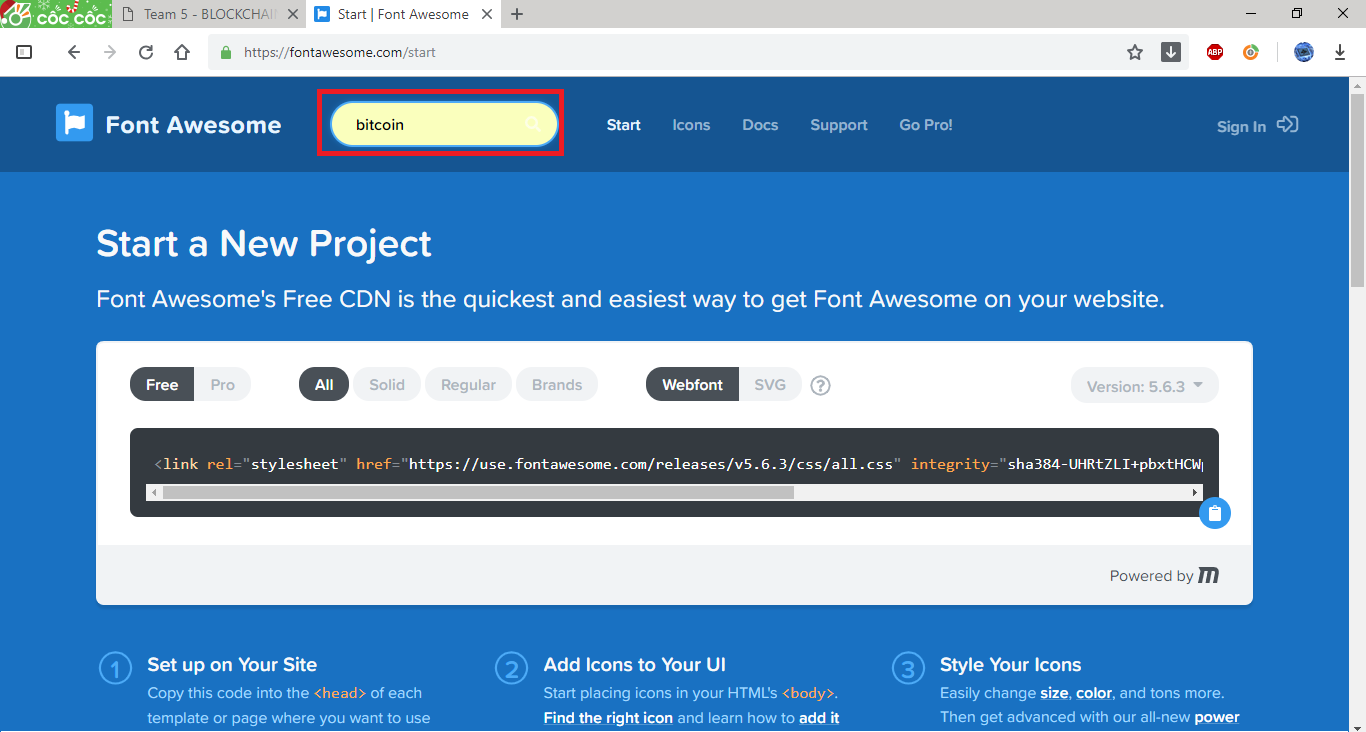 CỐC CỐC
Team 5 - BLOCKCHAIN
Start | Font Awesome
https://fontawesome.com/start
ABP
Font Awesome
bitcoin
Start
Icons
Docs
Support
Go Pro!
Sign In
Start a New Project
Font Awesome's Free CDN is the quickest and easiest way to get Font Awesome on your website.
Free
Pro
All
Solid
Regular
Brands
Webfont
SVG
?
Version: 5.6.3
<link rel="stylesheet" href="https://use.fontawesome.com/releases/v5.6.3/css/all.css" integrity="sha384-UHRtZLI+pbxtHCW
Powered by
1
Set up on Your Site
Copy this code into the <head> of each
template or page where you want to use
2
Add Icons to Your UI
Start placing icons in your HTML's <body>.
Find the right icon and learn how to add it
3
Style Your Icons
Easily change size, color, and tons more.
Then get advanced with our all-new power